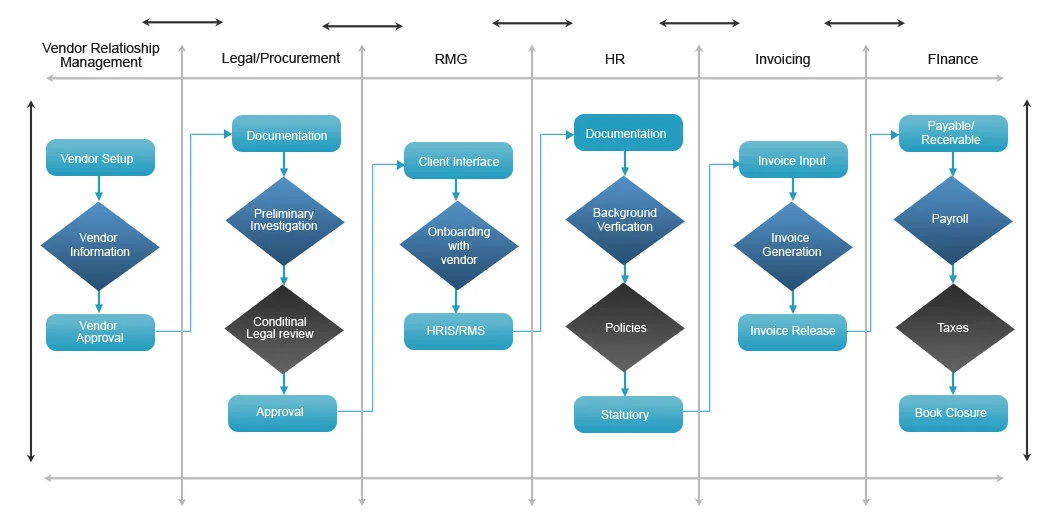 Vendor Relatioship
Management
Legal/Procurement
RMG
HR
Invoicing
FInance
Vendor Setup
Vendor
Information
Vendor
Approval
Documentation
Preliminary
Investigation
Conditinal
Legal review
Approval
Client Interface
Onboarding
with
vendor
HRIS/RMS
Documentation
Background
Verfication
Policies
Statutory
Invoice Input
Invoice
Generation
Invoice Release
Payable/
Receivable
Payroll
Taxes
Book Closure